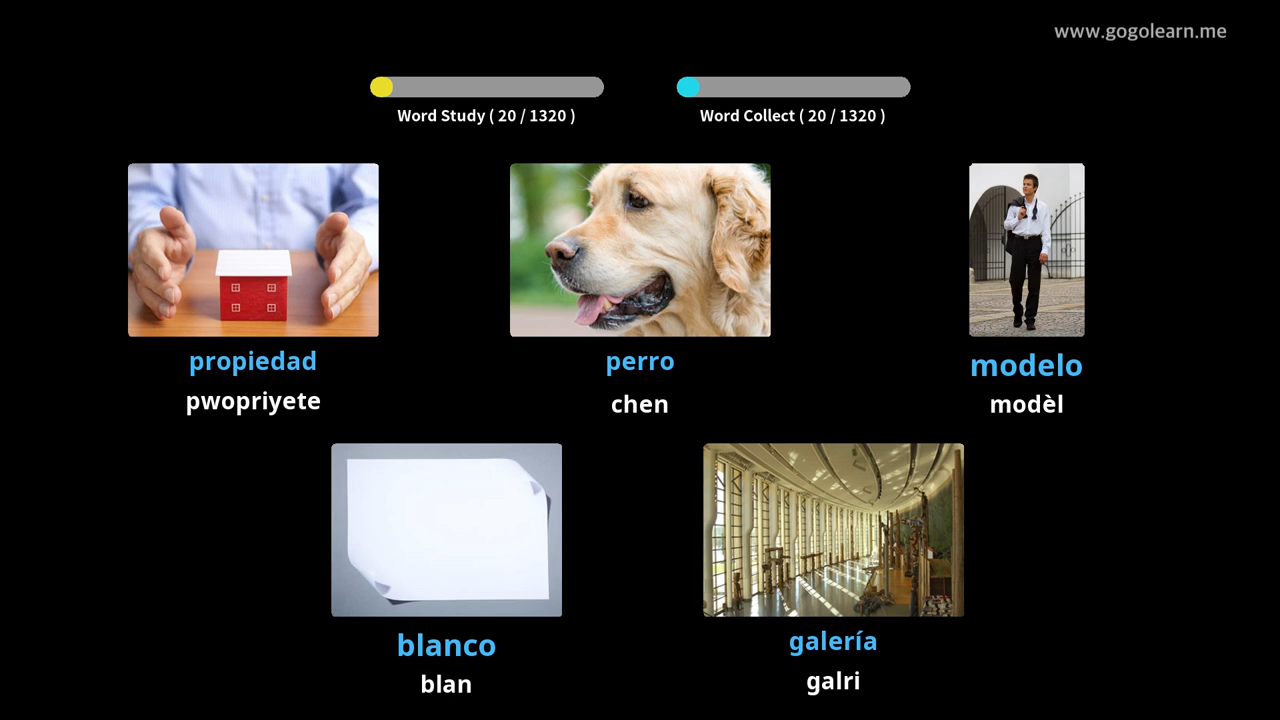 www.gogolearn.me
Word Study ( 20 / 1320 )
Word Collect ( 20 / 1320 )
propiedad
pwopriyete
perro
chen
modelo
modèl
blanco
blan
galería
galri